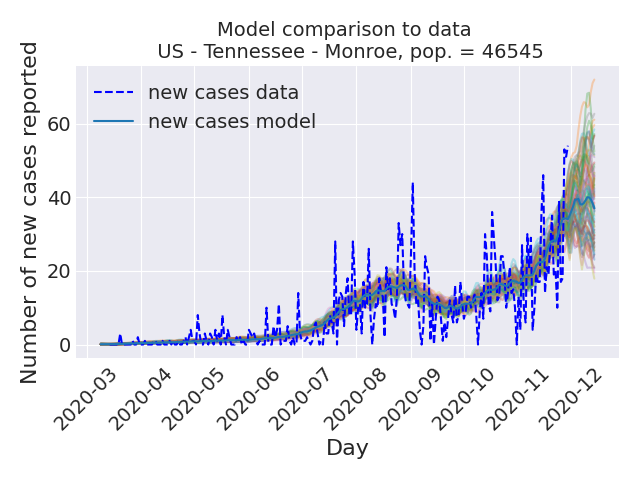 Model comparison to data
US - Tennessee - Monroe, pop. = 46545
Number of new cases reported
new cases data
new cases model
60
40
20
0
2020-03
2020-04
2020-05
2020-06
2020-07
2020-08
2020-09
2020-10
2020-11
2020-12
Day